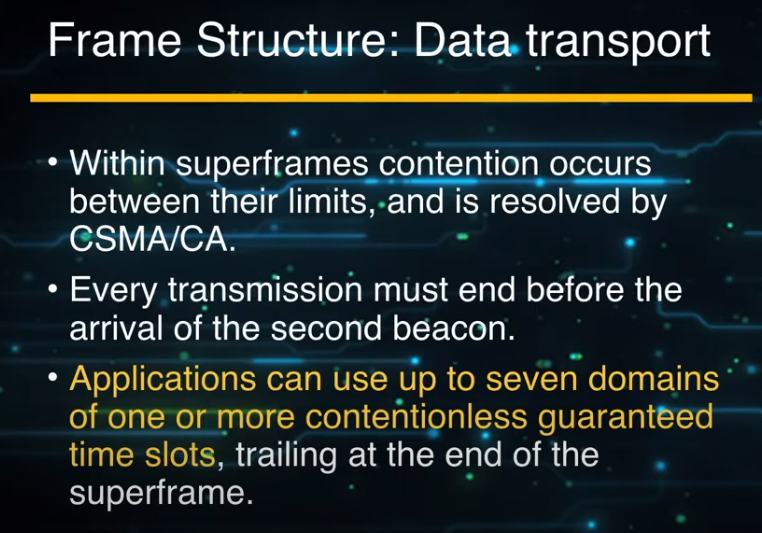 Frame Structure: Data transport
• Within superframes contention occurs
between their limits, and is resolved by
CSMA/CA.
• Every transmission must end before the
arrival of the second beacon.
• Applications can use up to seven domains
of one or more contentionless guaranteed
time slots, trailing at the end of the
superframe.